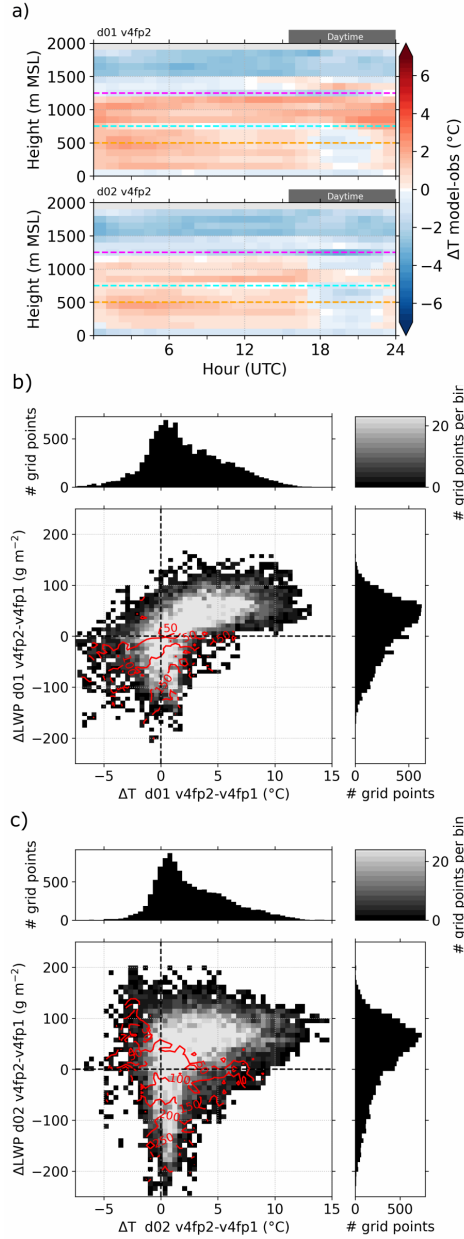 a)
d01 v4fp2
Daytime
2000
1500
1000
500
0
Height (m MSL)
d02 v4fp2
Daytime
2000
1500
1000
500
0
Height (m MSL)
6
12
18
24
Hour (UTC)
6
4
2
0
−2
−4
−6
ΔT model-obs (°C)
b)
500
0
# grid points
20
0
# grid points per bin
200
100
0
−100
−200
ΔLWP d01 v4fp2-v4fp1 (g m⁻²)
50
−5
0
5
10
15
ΔT d01 v4fp2-v4fp1 (°C)
0
500
# grid points
c)
500
0
# grid points
20
0
# grid points per bin
200
100
0
−100
−200
ΔLWP d02 v4fp2-v4fp1 (g m⁻²)
100
200
−5
0
5
10
15
ΔT d02 v4fp2-v4fp1 (°C)
0
500
# grid points